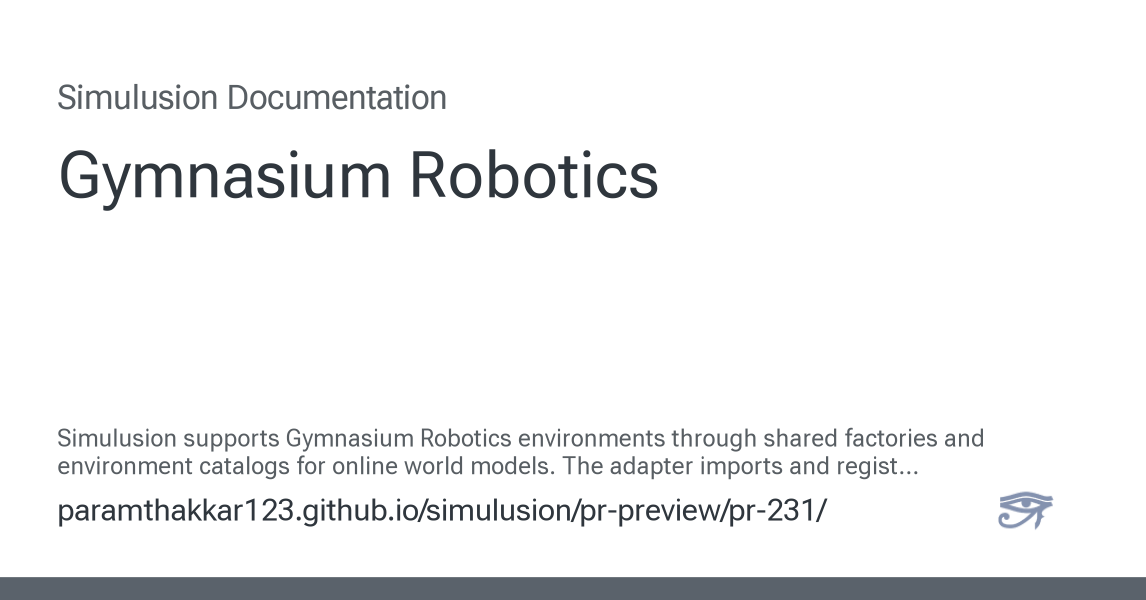 Simulusion Documentation
Gymnasium Robotics
Simulusion supports Gymnasium Robotics environments through shared factories and
environment catalogs for online world models. The adapter imports and regist...
paramthakkar123.github.io/simulusion/pr-preview/pr-231/